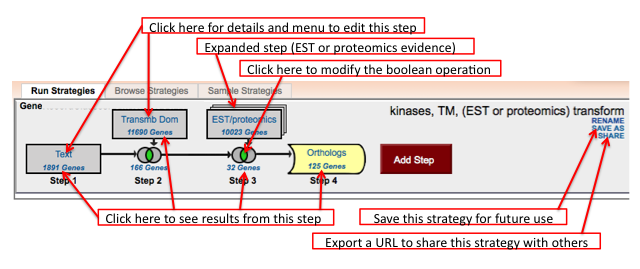 Click here for details and menu to edit this step
Expanded step (EST or proteomics evidence)
Click here to modify the boolean operation
Run Strategies Browse Strategies Sample Strategies
Gene
kinases, TM, (EST or proteomics) transform
RENAME
SAVE AS
SHARE
Transmb Dom
11690 Genes
EST/proteomics
10023 Genes
Text
1891 Genes
Step 1
166 Genes
Step 2
32 Genes
Step 3
Orthologs
125 Genes
Step 4
Add Step
Click here to see results from this step
Save this strategy for future use
Export a URL to share this strategy with others